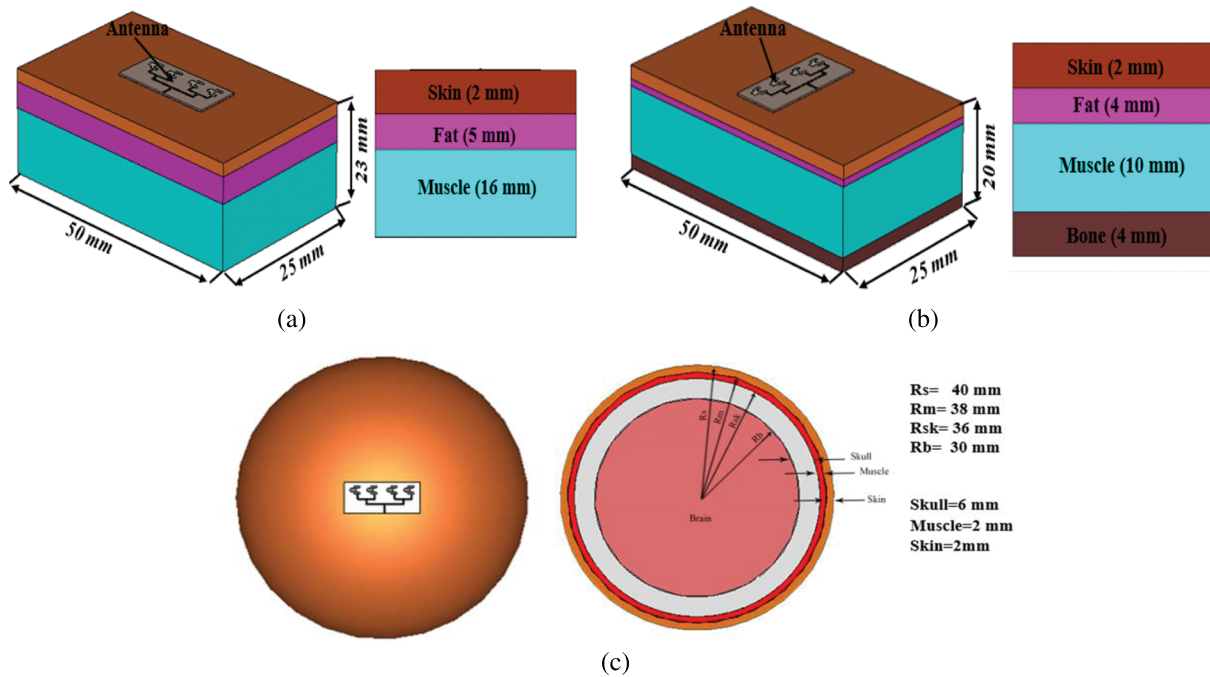 Antenna
Skin (2 mm)
Fat (5 mm)
Muscle (16 mm)
23 mm
50 mm
25 mm
(a)
Antenna
Skin (2 mm)
Fat (4 mm)
Muscle (10 mm)
Bone (4 mm)
20 mm
50 mm
25 mm
(b)
Rs
Rm
Rsk
Rb
Brain
Skull
Muscle
Skin
Rs= 40 mm
Rm= 38 mm
Rsk= 36 mm
Rb= 30 mm
Skull=6 mm
Muscle=2 mm
Skin=2mm
(c)